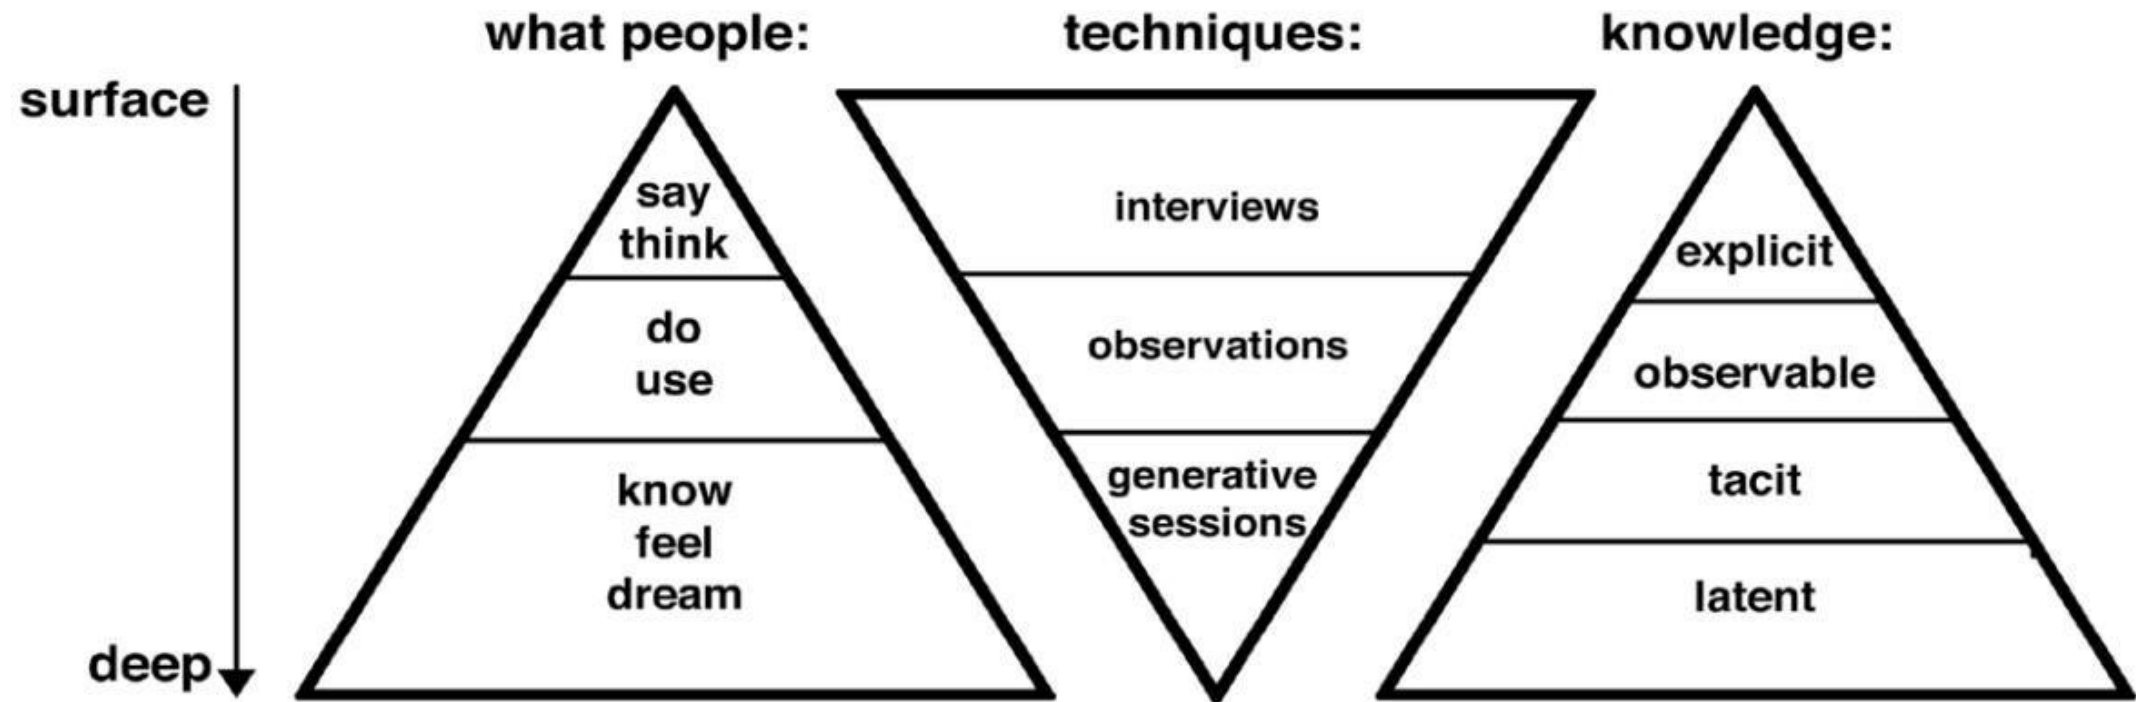 what people:
techniques:
knowledge:
surface
say
think
do
use
know
feel
dream
interviews
observations
generative
sessions
explicit
observable
tacit
latent
deep